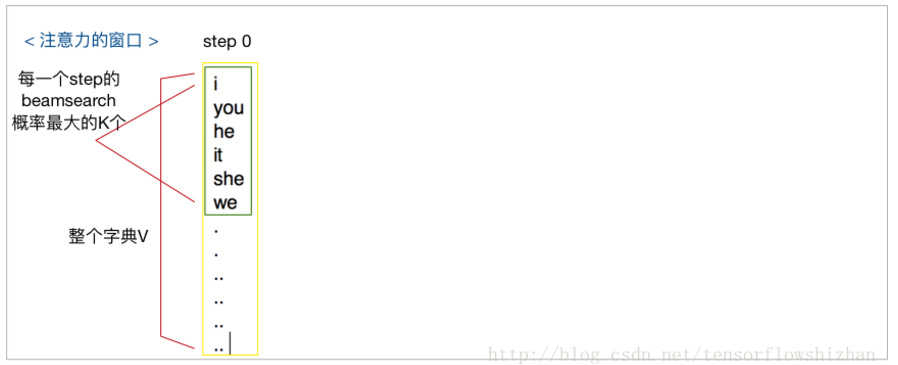 < 注意力的窗口 >
step 0
每一个step的
beamsearch
概率最大的K个
i
you
he
it
she
we
.
.
..
..
..
..
整个字典V
http://blog.csdn.net/tensorflowshizhan